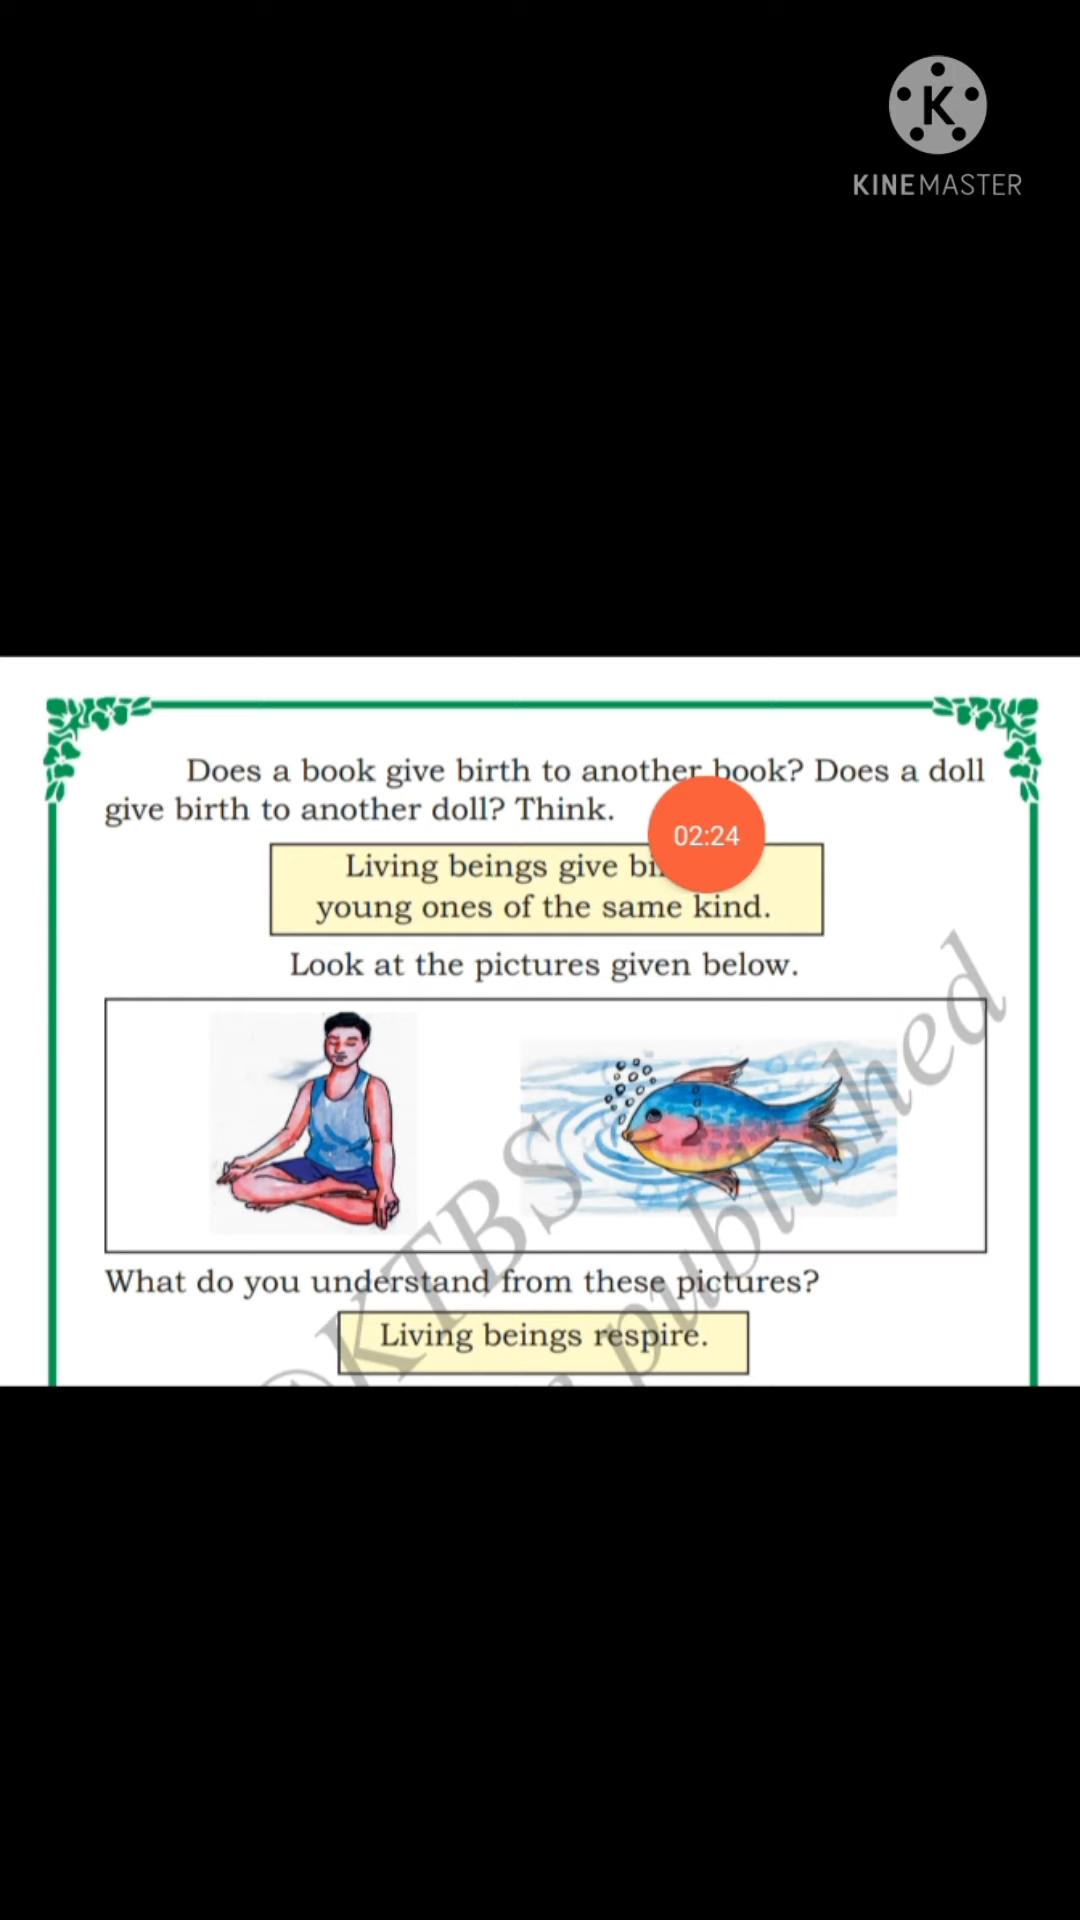 K
KINEMASTER
Does a book give birth to another book? Does a doll
give birth to another doll? Think.
02:24
Living beings give
young ones of the same kind.
Look at the pictures given below.
What do you understand from these pictures?
Living beings respire.
©KTBS
published